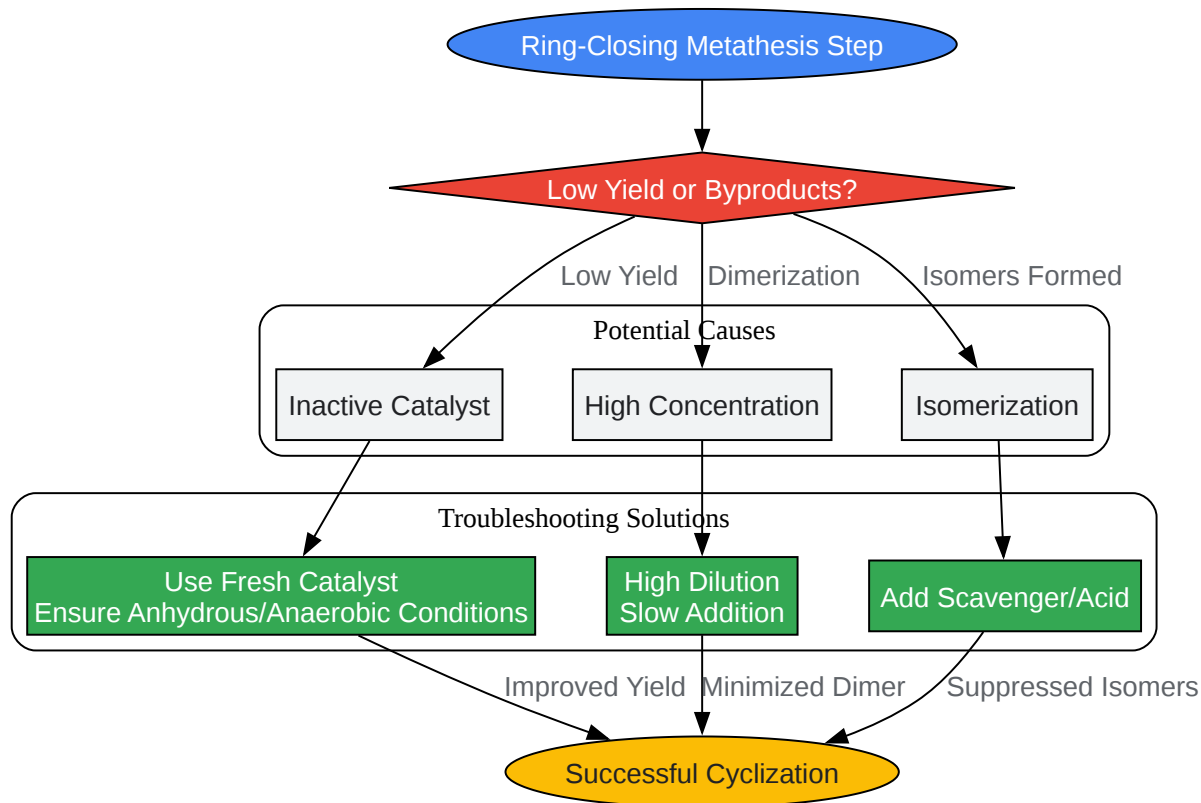 Ring-Closing Metathesis Step
Low Yield or Byproducts?
Low Yield
Dimerization
Isomers Formed
Potential Causes
Inactive Catalyst
High Concentration
Isomerization
Troubleshooting Solutions
Use Fresh Catalyst
Ensure Anhydrous/Anaerobic Conditions
High Dilution
Slow Addition
Add Scavenger/Acid
Improved Yield
Minimized Dimer
Suppressed Isomers
Successful Cyclization